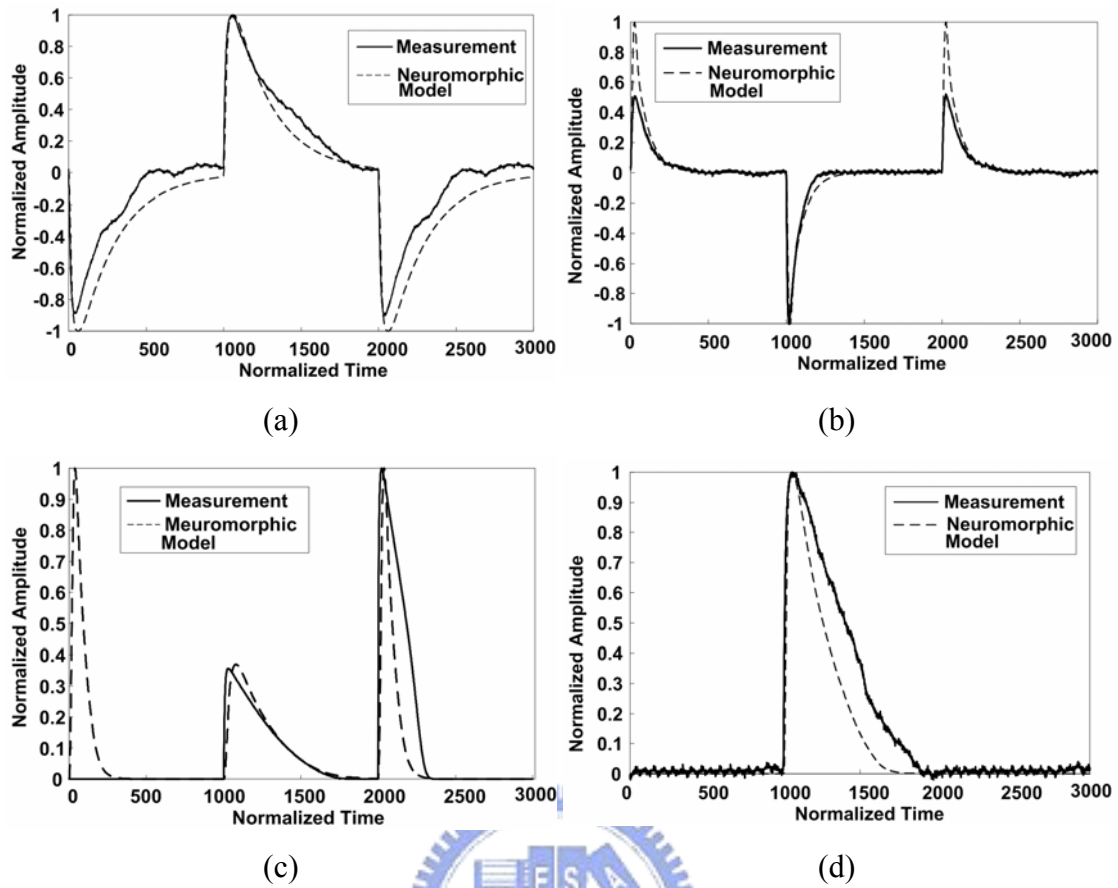 Normalized Amplitude
1
0.8
0.6
0.4
0.2
0
-0.2
-0.4
-0.6
-0.8
-1
Measurement
Neuromorphic
Model
0 500 1000 1500 2000 2500 3000
Normalized Time
(a)
Normalized Amplitude
1
0.8
0.6
0.4
0.2
0
-0.2
-0.4
-0.6
-0.8
-1
Measurement
Neuromorphic
Model
0 500 1000 1500 2000 2500 3000
Normalized Time
(b)
Normalized Amplitude
1
0.9
0.8
0.7
0.6
0.5
0.4
0.3
0.2
0.1
0
Measurement
Meuromorphic
Model
0 500 1000 1500 2000 2500 3000
Normalized Time
(c)
Normalized Amplitude
1
0.9
0.8
0.7
0.6
0.5
0.4
0.3
0.2
0.1
0
Measurement
Neuromorphic
Model
0 500 1000 1500 2000 2500 3000
Normalized Time
(d)
E S A